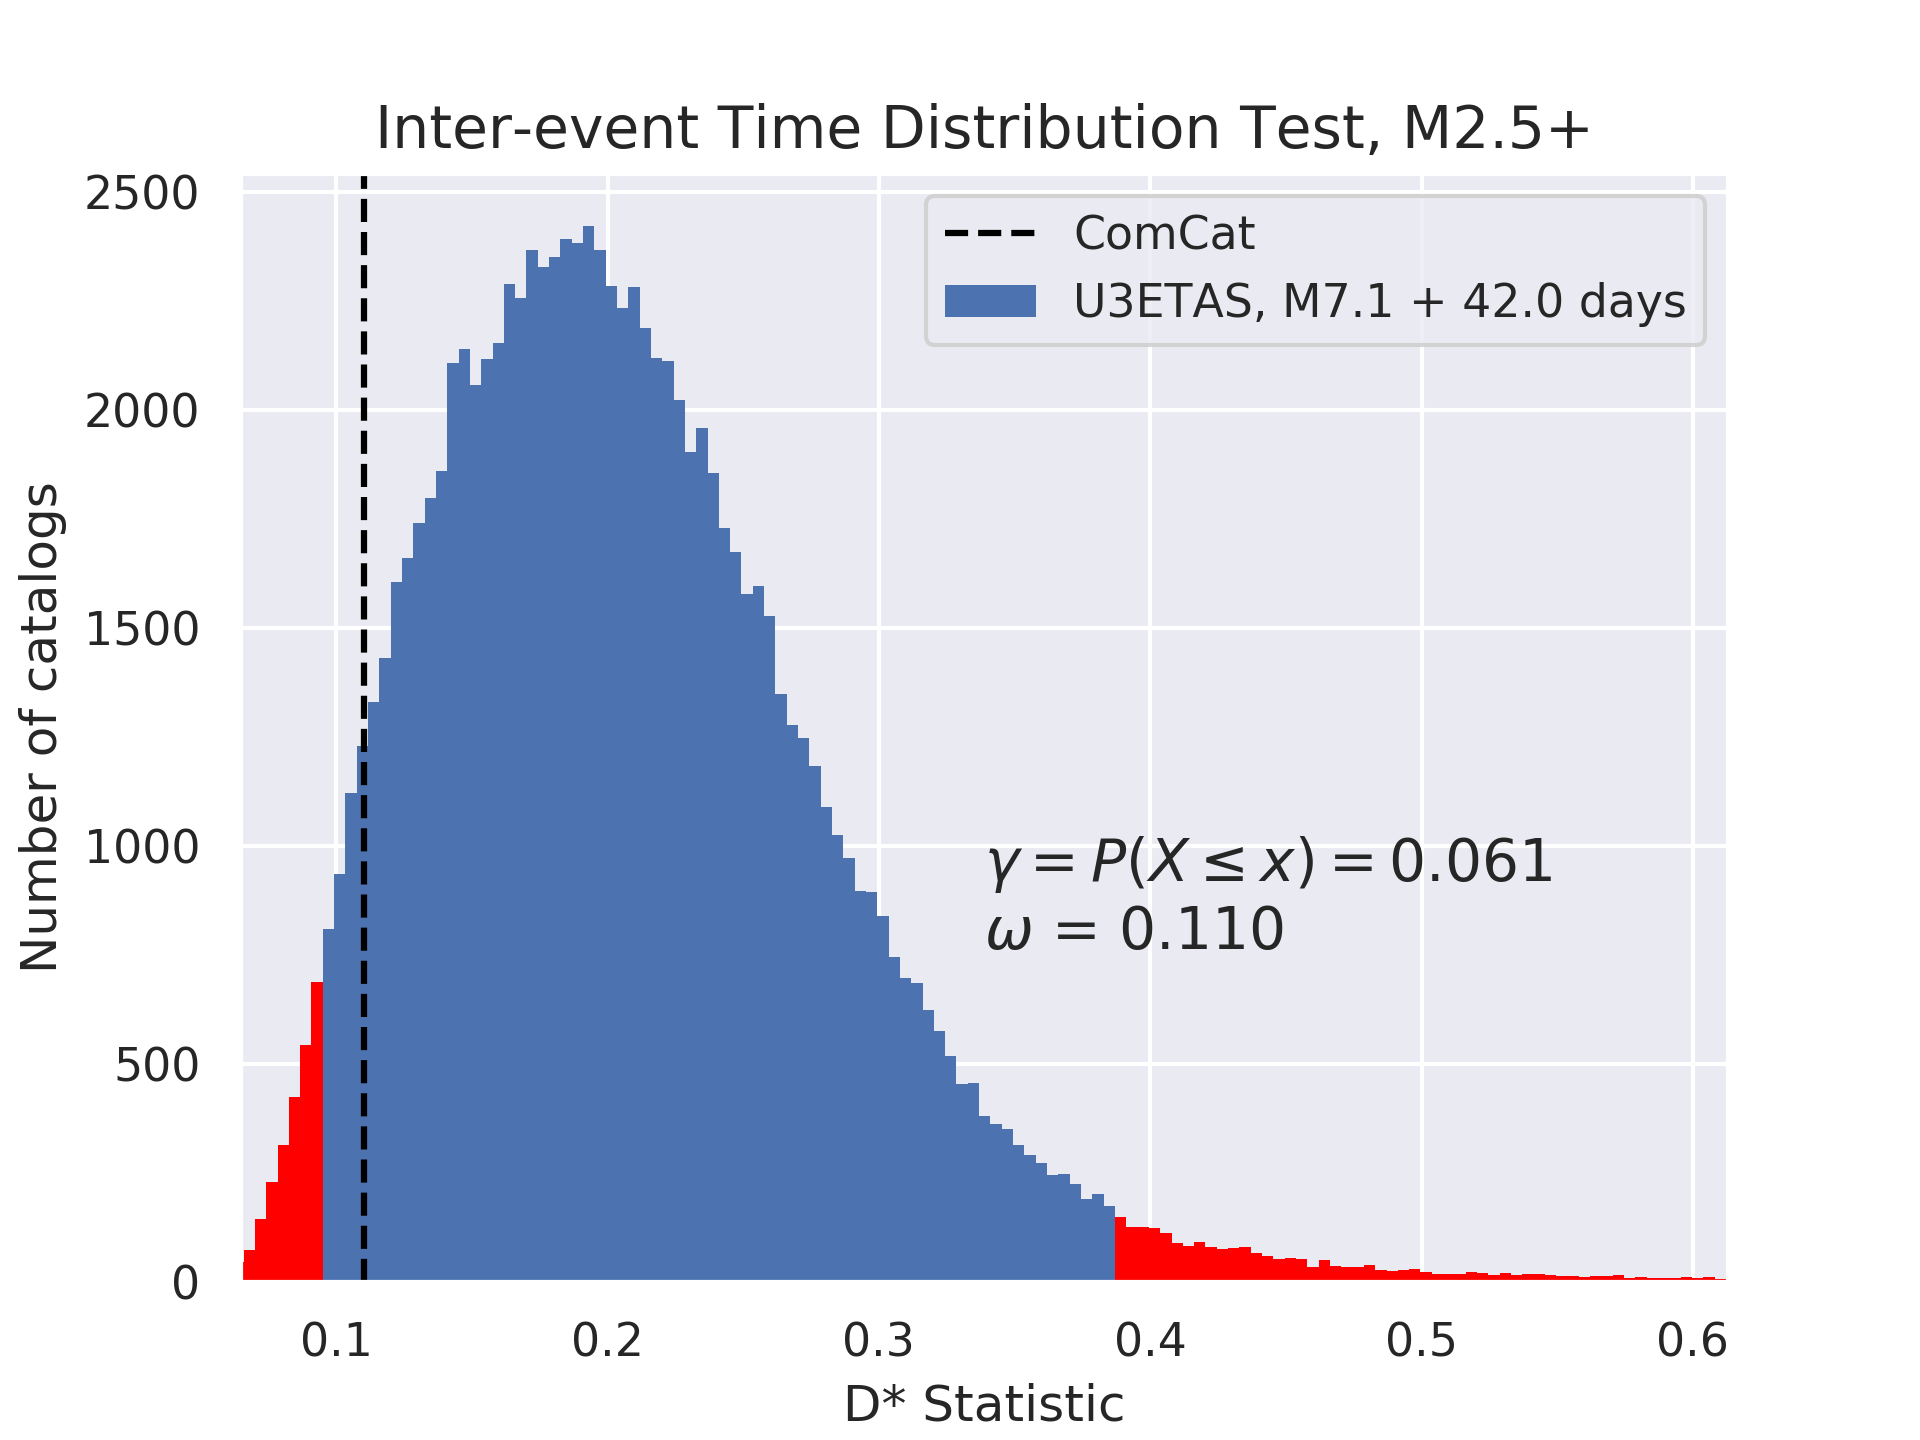 Inter-event Time Distribution Test, M2.5+
ComCat
U3ETAS, M7.1 + 42.0 days
Number of catalogs
2500
2000
1500
1000
500
0
γ = P(X ≤ x) = 0.061
ω = 0.110
0.1 0.2 0.3 0.4 0.5 0.6
D* Statistic